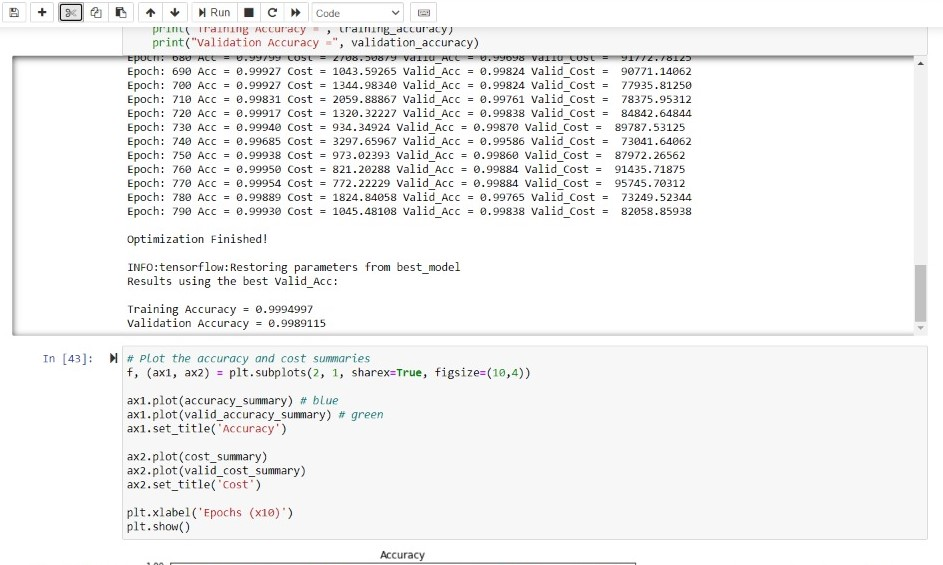 Run
Code
print("Training Accuracy =", training_accuracy)
print("Validation Accuracy =", validation_accuracy)
Epoch: 680 Acc = 0.99799 Cost = 2708.50879 Valid_Acc = 0.99698 Valid_Cost = 91772.78125
Epoch: 690 Acc = 0.99927 Cost = 1043.59265 Valid_Acc = 0.99824 Valid_Cost = 90771.14062
Epoch: 700 Acc = 0.99927 Cost = 1344.98340 Valid_Acc = 0.99824 Valid_Cost = 77935.81250
Epoch: 710 Acc = 0.99831 Cost = 2059.88867 Valid_Acc = 0.99761 Valid_Cost = 78375.95312
Epoch: 720 Acc = 0.99917 Cost = 1320.32227 Valid_Acc = 0.99838 Valid_Cost = 84842.64844
Epoch: 730 Acc = 0.99940 Cost = 934.34924 Valid_Acc = 0.99870 Valid_Cost = 89787.53125
Epoch: 740 Acc = 0.99685 Cost = 3297.65967 Valid_Acc = 0.99586 Valid_Cost = 73041.64062
Epoch: 750 Acc = 0.99938 Cost = 973.02393 Valid_Acc = 0.99860 Valid_Cost = 87972.26562
Epoch: 760 Acc = 0.99950 Cost = 821.20288 Valid_Acc = 0.99884 Valid_Cost = 91435.71875
Epoch: 770 Acc = 0.99954 Cost = 772.22229 Valid_Acc = 0.99884 Valid_Cost = 95745.70312
Epoch: 780 Acc = 0.99889 Cost = 1824.84058 Valid_Acc = 0.99765 Valid_Cost = 73249.52344
Epoch: 790 Acc = 0.99930 Cost = 1045.48108 Valid_Acc = 0.99838 Valid_Cost = 82058.85938
Optimization Finished!
INFO:tensorflow:Restoring parameters from best_model
Results using the best Valid_Acc:
Training Accuracy = 0.9994997
Validation Accuracy = 0.9989115
In [43]:
# Plot the accuracy and cost summaries
f, (ax1, ax2) = plt.subplots(2, 1, sharex=True, figsize=(10,4))
ax1.plot(accuracy_summary) # blue
ax1.plot(valid_accuracy_summary) # green
ax1.set_title('Accuracy')
ax2.plot(cost_summary)
ax2.plot(valid_cost_summary)
ax2.set_title('Cost')
plt.xlabel('Epochs (x10)')
plt.show()
Accuracy
1.00